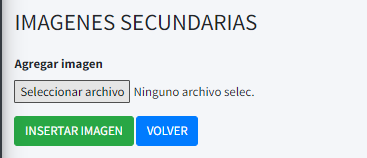 IMAGENES SECUNDARIAS
Agregar imagen
Seleccionar archivo Ninguno archivo selec.
INSERTAR IMAGEN VOLVER